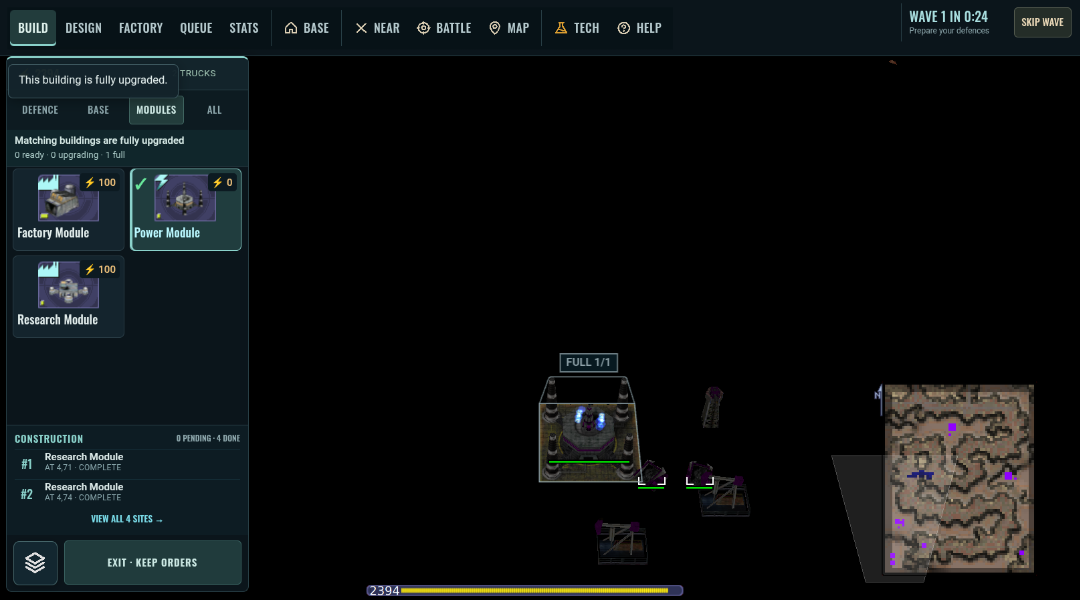 BUILD
DESIGN
FACTORY
QUEUE
STATS
BASE
NEAR
BATTLE
MAP
TECH
HELP
WAVE 1 IN 0:24
Prepare your defences
SKIP WAVE
This building is fully upgraded.
TRUCKS
DEFENCE
BASE
MODULES
ALL
Matching buildings are fully upgraded
0 ready · 0 upgrading · 1 full
100
Factory Module
0
Power Module
100
Research Module
CONSTRUCTION
0 PENDING · 4 DONE
#1
Research Module
AT 4,71 · COMPLETE
#2
Research Module
AT 4,74 · COMPLETE
VIEW ALL 4 SITES →
EXIT · KEEP ORDERS
FULL 1/1
N
2394